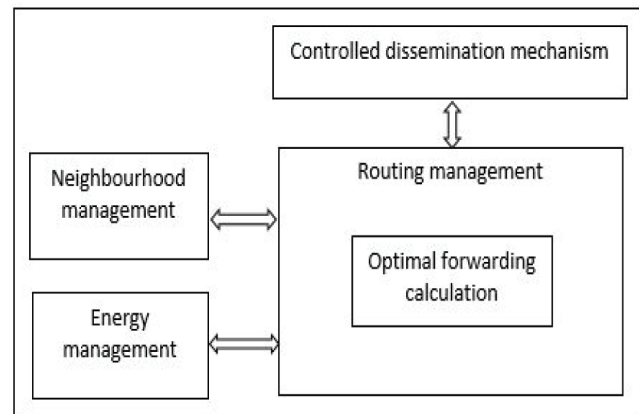 Controlled dissemination mechanism
Neighbourhood
management
Routing management
Optimal forwarding
calculation
Energy
management